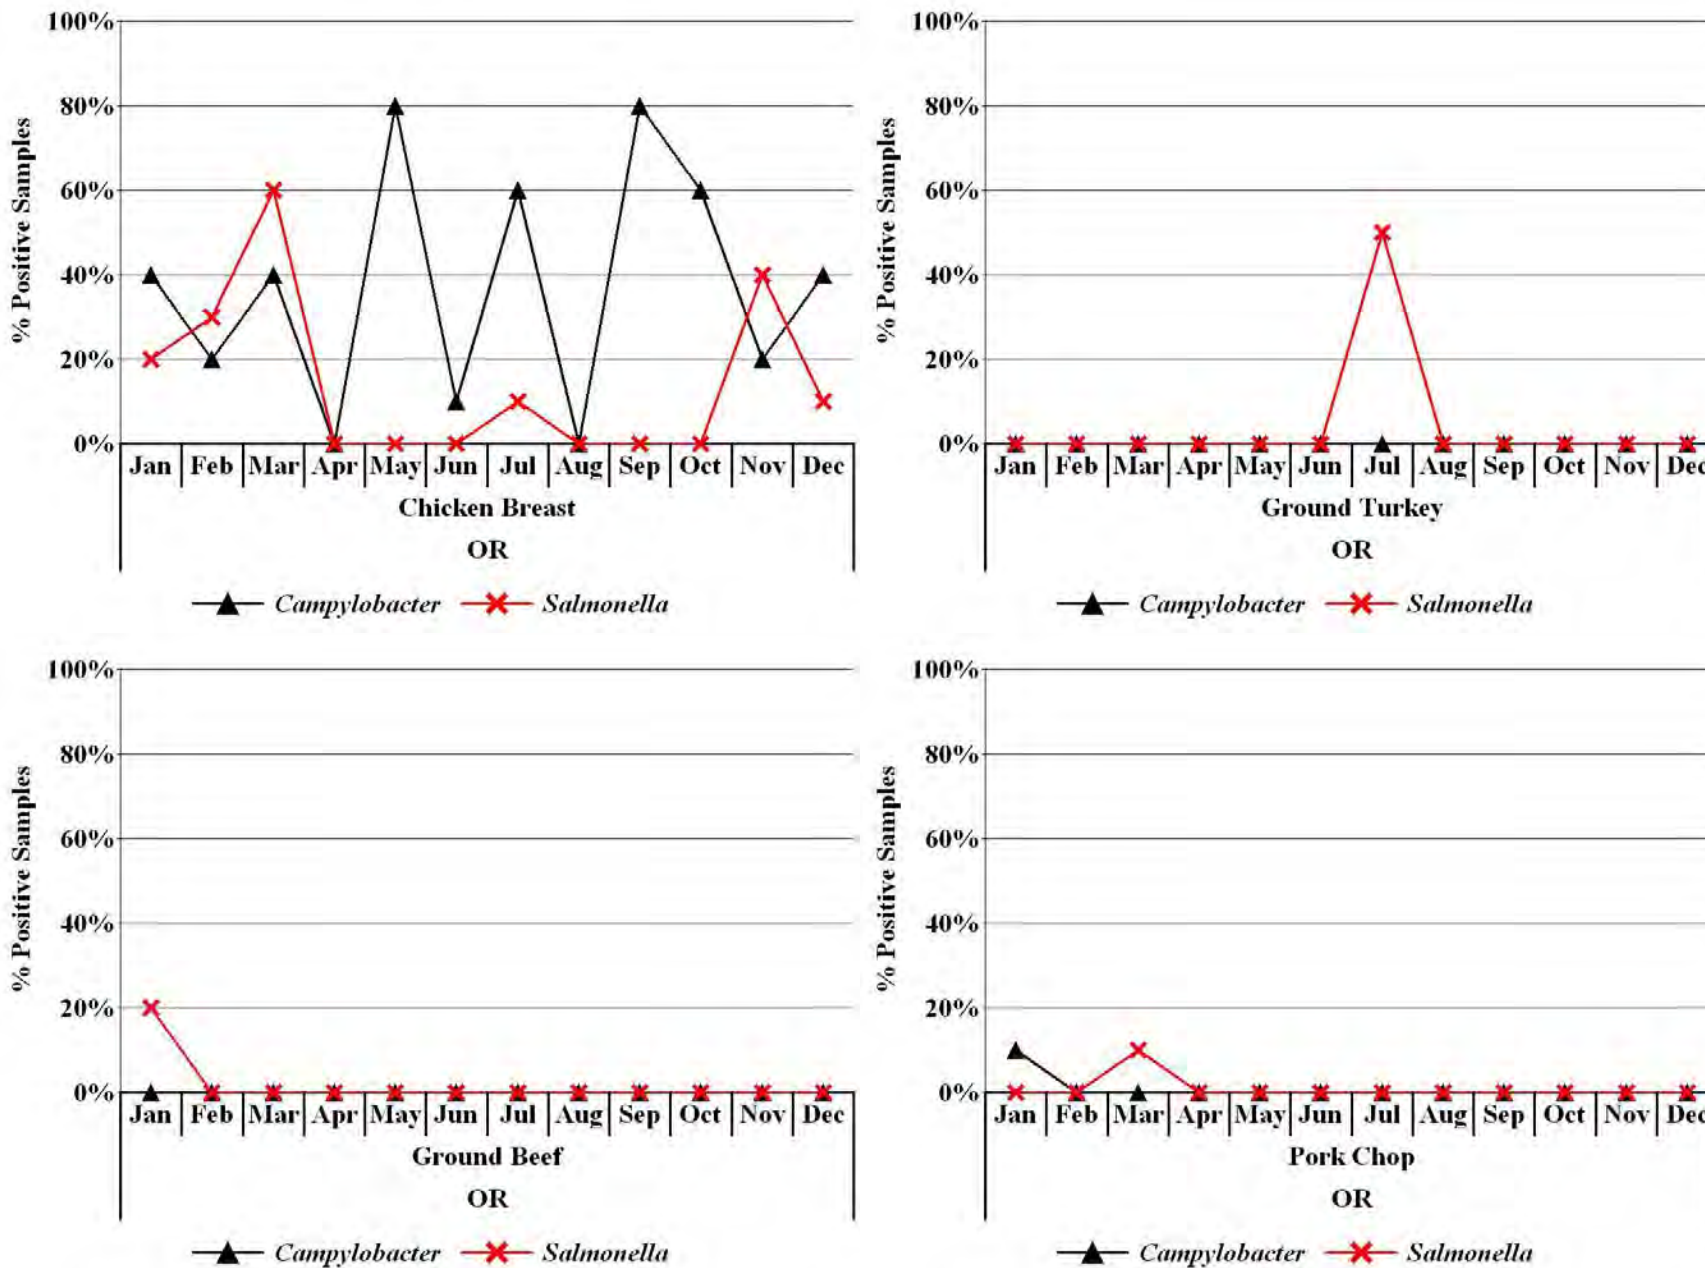 100%
80%
60%
40%
20%
0%
% Positive Samples
Jan Feb Mar Apr May Jun Jul Aug Sep Oct Nov Dec
Chicken Breast
OR
Campylobacter Salmonella
100%
80%
60%
40%
20%
0%
% Positive Samples
Jan Feb Mar Apr May Jun Jul Aug Sep Oct Nov Dec
Ground Turkey
OR
Campylobacter Salmonella
100%
80%
60%
40%
20%
0%
% Positive Samples
Jan Feb Mar Apr May Jun Jul Aug Sep Oct Nov Dec
Ground Beef
OR
Campylobacter Salmonella
100%
80%
60%
40%
20%
0%
% Positive Samples
Jan Feb Mar Apr May Jun Jul Aug Sep Oct Nov Dec
Pork Chop
OR
Campylobacter Salmonella